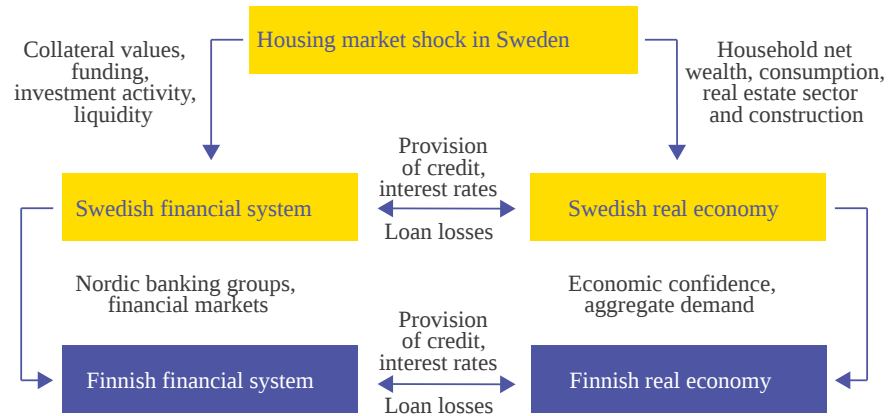 Housing market shock in Sweden
Collateral values,
funding,
investment activity,
liquidity
Household net
wealth, consumption,
real estate sector
and construction
Provision
of credit,
interest rates
Swedish financial system
Swedish real economy
Loan losses
Nordic banking groups,
financial markets
Economic confidence,
aggregate demand
Provision
of credit,
interest rates
Finnish financial system
Finnish real economy
Loan losses